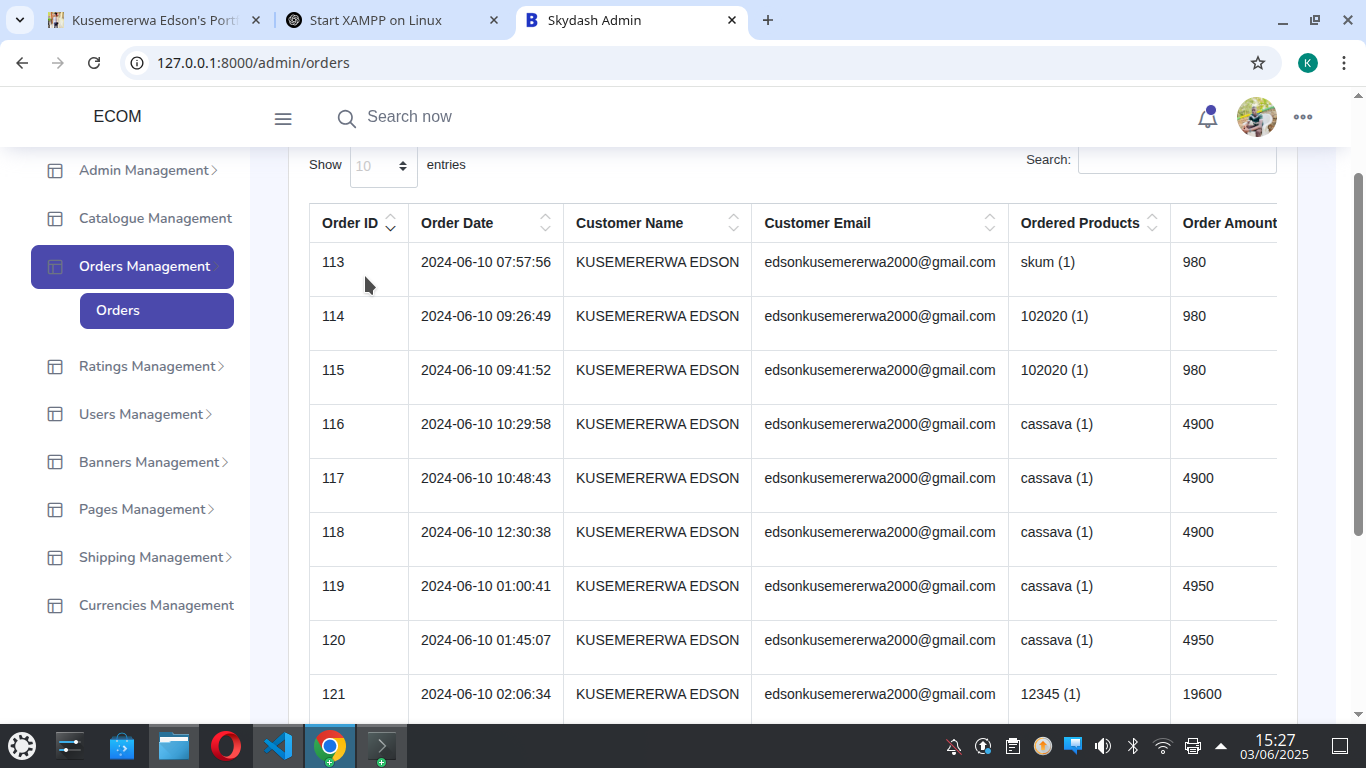 Kusemererwa Edson's Port
Start XAMPP on Linux
Skydash Admin
127.0.0.1:8000/admin/orders
K
ECOM
Search now
Admin Management
Catalogue Management
Orders Management
Orders
Ratings Management
Users Management
Banners Management
Pages Management
Shipping Management
Currencies Management
Show 10 entries
Search:
Order ID Order Date Customer Name Customer Email Ordered Products Order Amount
113 2024-06-10 07:57:56 KUSEMERERWA EDSON edsonkusemererwa2000@gmail.com skum (1) 980
114 2024-06-10 09:26:49 KUSEMERERWA EDSON edsonkusemererwa2000@gmail.com 102020 (1) 980
115 2024-06-10 09:41:52 KUSEMERERWA EDSON edsonkusemererwa2000@gmail.com 102020 (1) 980
116 2024-06-10 10:29:58 KUSEMERERWA EDSON edsonkusemererwa2000@gmail.com cassava (1) 4900
117 2024-06-10 10:48:43 KUSEMERERWA EDSON edsonkusemererwa2000@gmail.com cassava (1) 4900
118 2024-06-10 12:30:38 KUSEMERERWA EDSON edsonkusemererwa2000@gmail.com cassava (1) 4900
119 2024-06-10 01:00:41 KUSEMERERWA EDSON edsonkusemererwa2000@gmail.com cassava (1) 4950
120 2024-06-10 01:45:07 KUSEMERERWA EDSON edsonkusemererwa2000@gmail.com cassava (1) 4950
121 2024-06-10 02:06:34 KUSEMERERWA EDSON edsonkusemererwa2000@gmail.com 12345 (1) 19600
15:27
03/06/2025